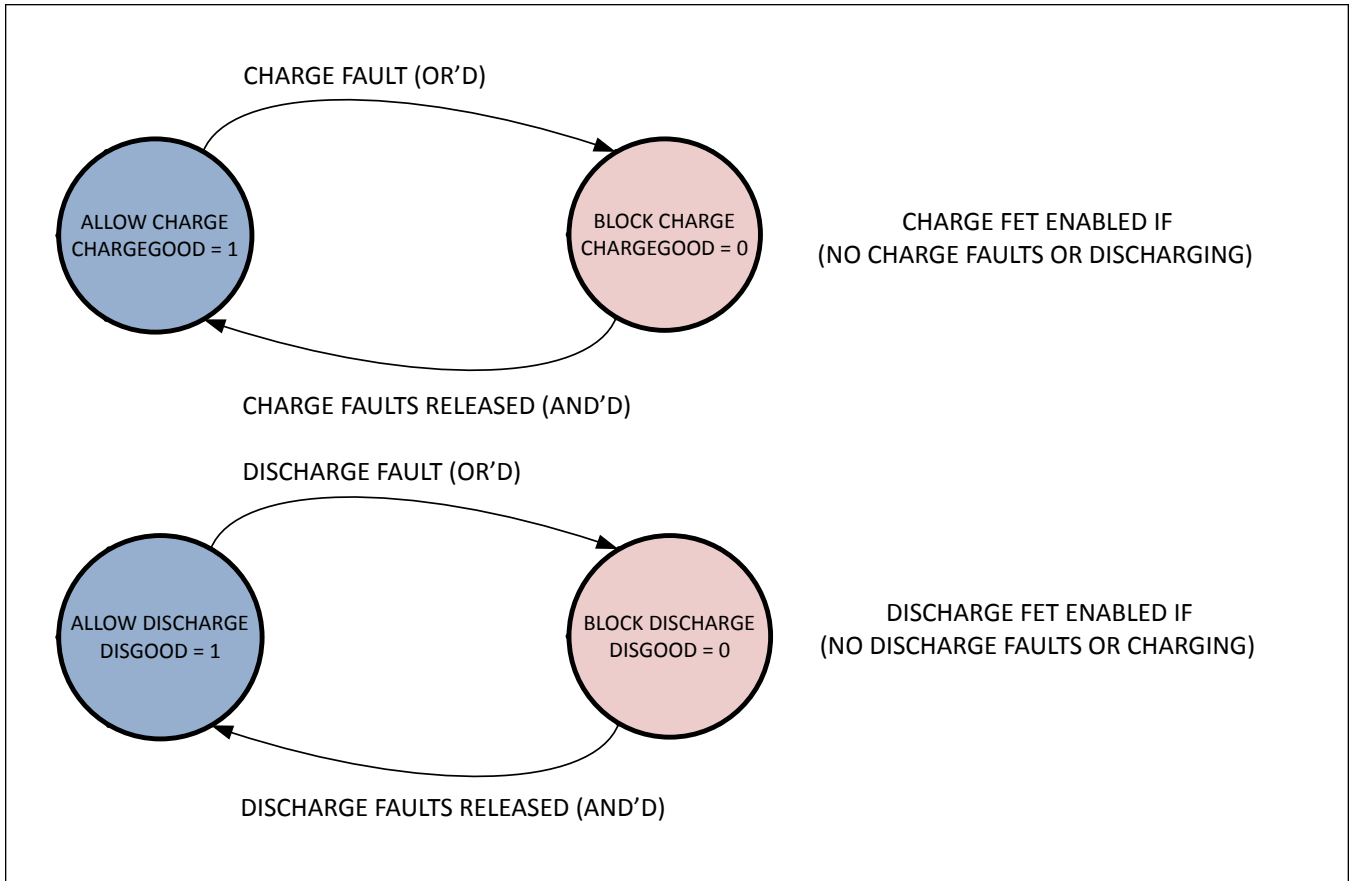 CHARGE FAULT (OR’D)
ALLOW CHARGE
CHARGEGOOD = 1
BLOCK CHARGE
CHARGEGOOD = 0
CHARGE FET ENABLED IF
(NO CHARGE FAULTS OR DISCHARGING)
CHARGE FAULTS RELEASED (AND’D)
DISCHARGE FAULT (OR’D)
ALLOW DISCHARGE
DISGOOD = 1
BLOCK DISCHARGE
DISGOOD = 0
DISCHARGE FET ENABLED IF
(NO DISCHARGE FAULTS OR CHARGING)
DISCHARGE FAULTS RELEASED (AND’D)